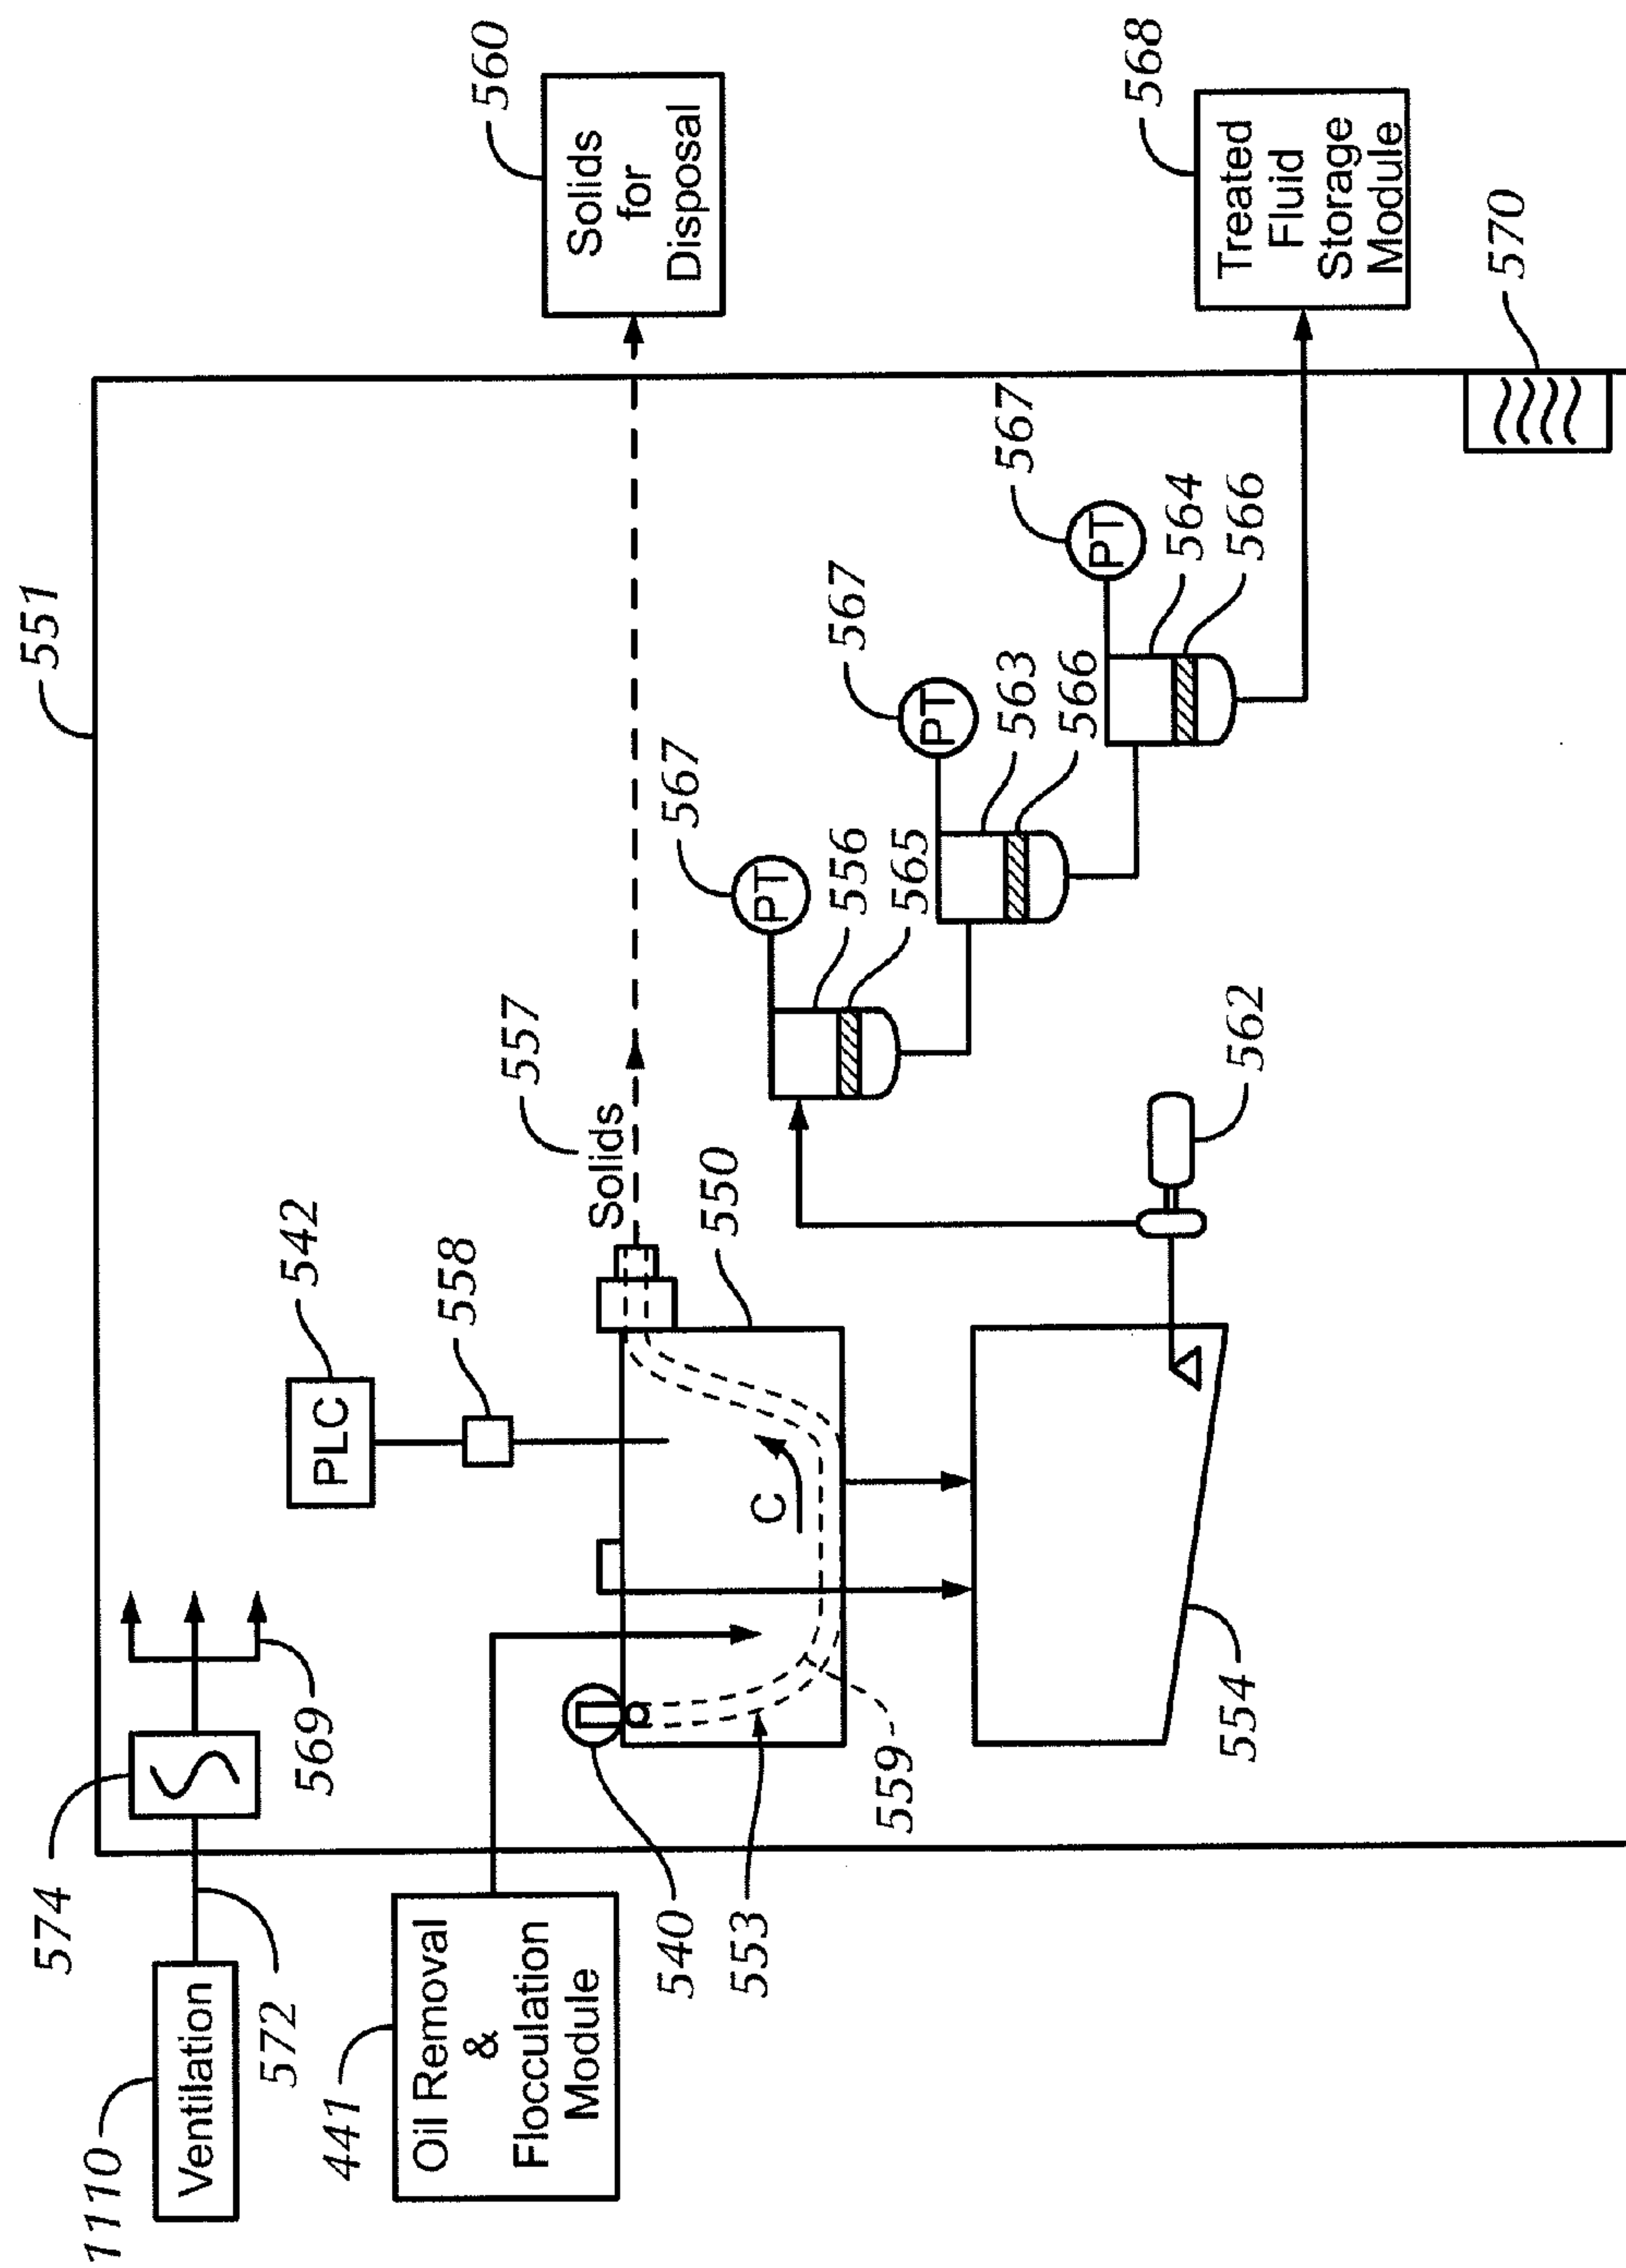 551
1110
Ventilation
572
574
569
441
Oil Removal
&
Flocculation
Module
540
553
559
554
542
PLC
558
C
550
557
Solids
560
Solids
for
Disposal
562
567
PT
556
565
567
PT
563
566
567
PT
564
566
568
Treated
Fluid
Storage
Module
570